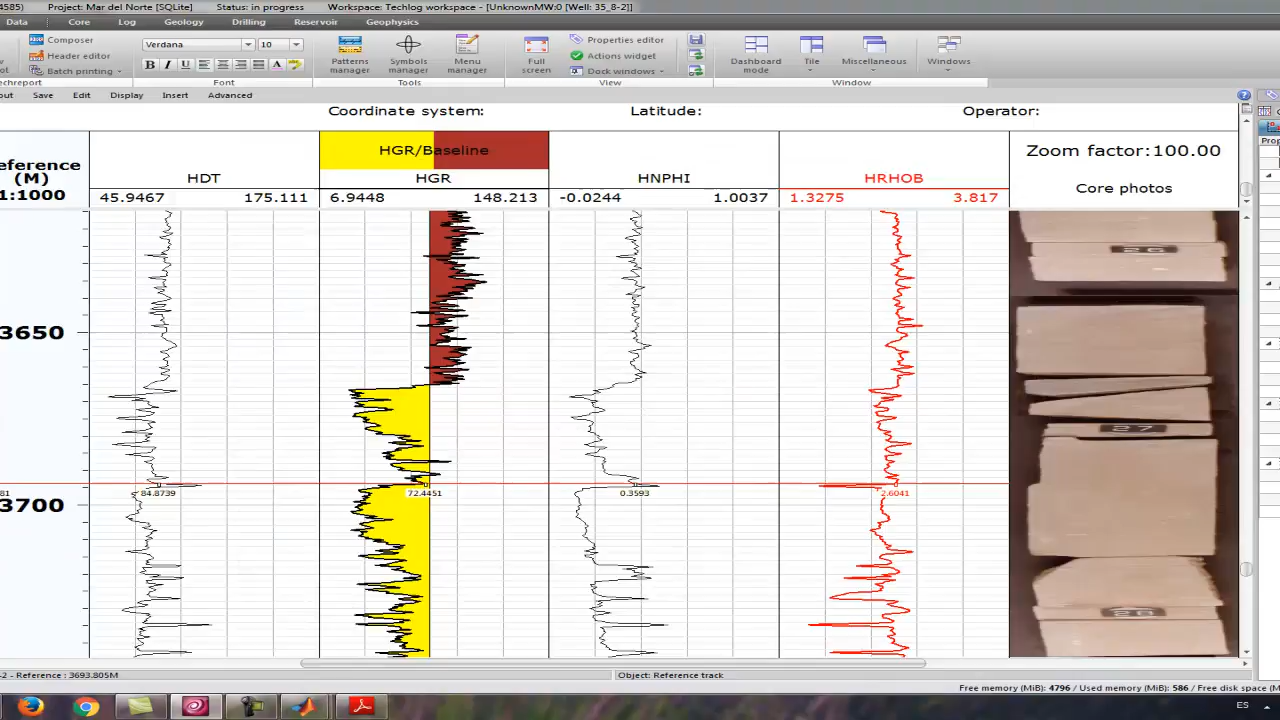 4585) Project: Mar del Norte [SQLite] Status: in progress Workspace: Techlog workspace - [UnknownMW:0 [Well: 35_8-2]]
Data Core Log Geology Drilling Reservoir Geophysics
Composer
Header editor
Batch printing
Verdana 10
B I U A
Patterns manager
Symbols manager
Menu manager
Full screen
Properties editor
Actions widget
Dock windows
Dashboard mode
Tile
Miscellaneous
Windows
Font Tools View Window
Save Edit Display Insert Advanced
Coordinate system: Latitude: Operator:
HGR/Baseline
(M)
1:1000
HDT HGR HNPHI HRHOB
Zoom factor:100.00
Core photos
45.9467 175.111 6.9448 148.213 -0.0244 1.0037 1.3275 3.817
26
3650
27
84.8739 72.4451 0.3593 2.6041
3700
28
-2 - Reference : 3693.805M Object: Reference track
Free memory (MiB): 4796 / Used memory (MiB): 586 / Free disk space (M
ES